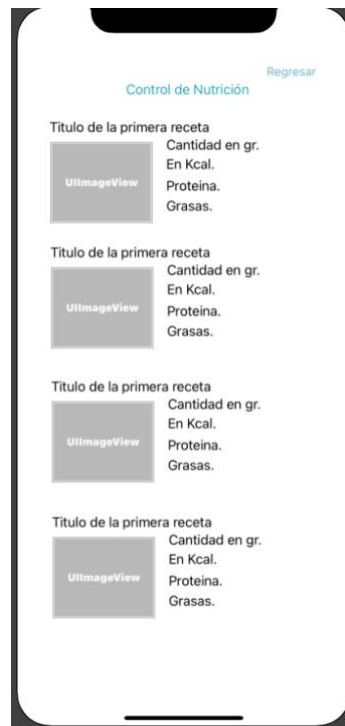 Regresar
Control de Nutrición
Titulo de la primera receta
Cantidad en gr.
En Kcal.
UIImageView
Proteina.
Grasas.
Titulo de la primera receta
Cantidad en gr.
En Kcal.
UIImageView
Proteina.
Grasas.
Titulo de la primera receta
Cantidad en gr.
En Kcal.
UIImageView
Proteina.
Grasas.
Titulo de la primera receta
Cantidad en gr.
En Kcal.
UIImageView
Proteina.
Grasas.